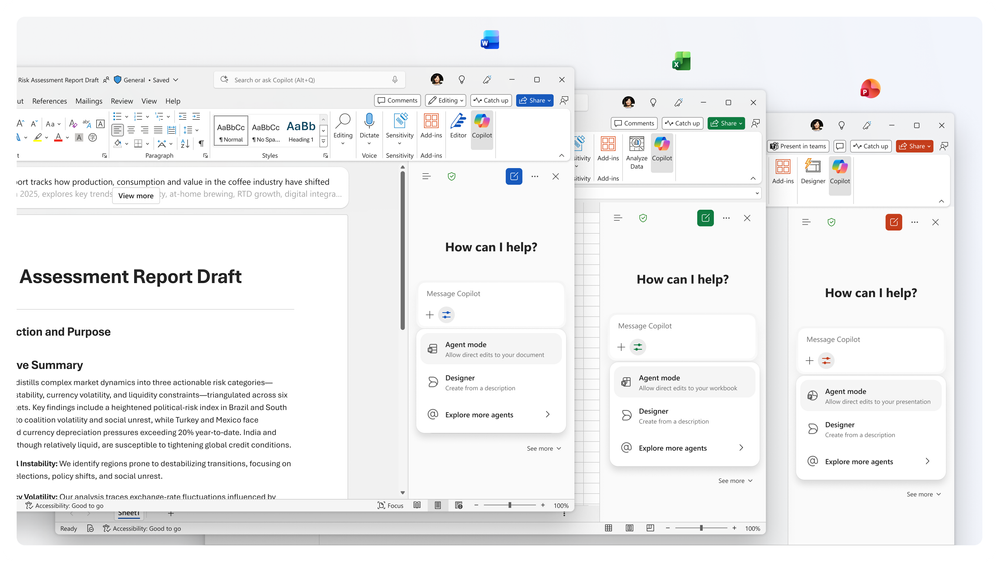 W
X
P
Risk Assessment Report Draft General • Saved
Search or ask Copilot (Alt+Q)
References Mailings Review View Help
Comments Editing Catch up Share
Aa
A
AaBbCc AaBbCc AaBb
Normal No Spa... Heading 1
Editing Dictate Sensitivity Add-ins Editor Copilot
Paragraph Styles Voice Sensitivity Add-ins
report tracks how production, consumption and value in the coffee industry have shifted
2025, explores key trends at-home brewing, RTD growth, digital integra...
View more
Assessment Report Draft
ction and Purpose
ve Summary
distills complex market dynamics into three actionable risk categories—
stability, currency volatility, and liquidity constraints—triangulated across six
kets. Key findings include a heightened political-risk index in Brazil and South
to coalition volatility and social unrest, while Turkey and Mexico face
d currency depreciation pressures exceeding 20% year-to-date. India and
though relatively liquid, are susceptible to tightening global credit conditions.
l Instability: We identify regions prone to destabilizing transitions, focusing on
elections, policy shifts, and social unrest.
cy Volatility: Our analysis traces exchange-rate fluctuations influenced by
Accessibility: Good to go
Focus
100%
How can I help?
Message Copilot
Agent mode
Allow direct edits to your document
Designer
Create from a description
Explore more agents
See more
Comments Catch up Share
Add-ins Analyze Data Copilot
Add-ins
How can I help?
Message Copilot
Agent mode
Allow direct edits to your workbook
Designer
Create from a description
Explore more agents
See more
Sheet1
Ready Accessibility: Good to go
100%
Present in teams Catch up Share
Add-ins Designer Copilot
How can I help?
Message Copilot
Agent mode
Allow direct edits to your presentation
Designer
Create from a description
Explore more agents
See more